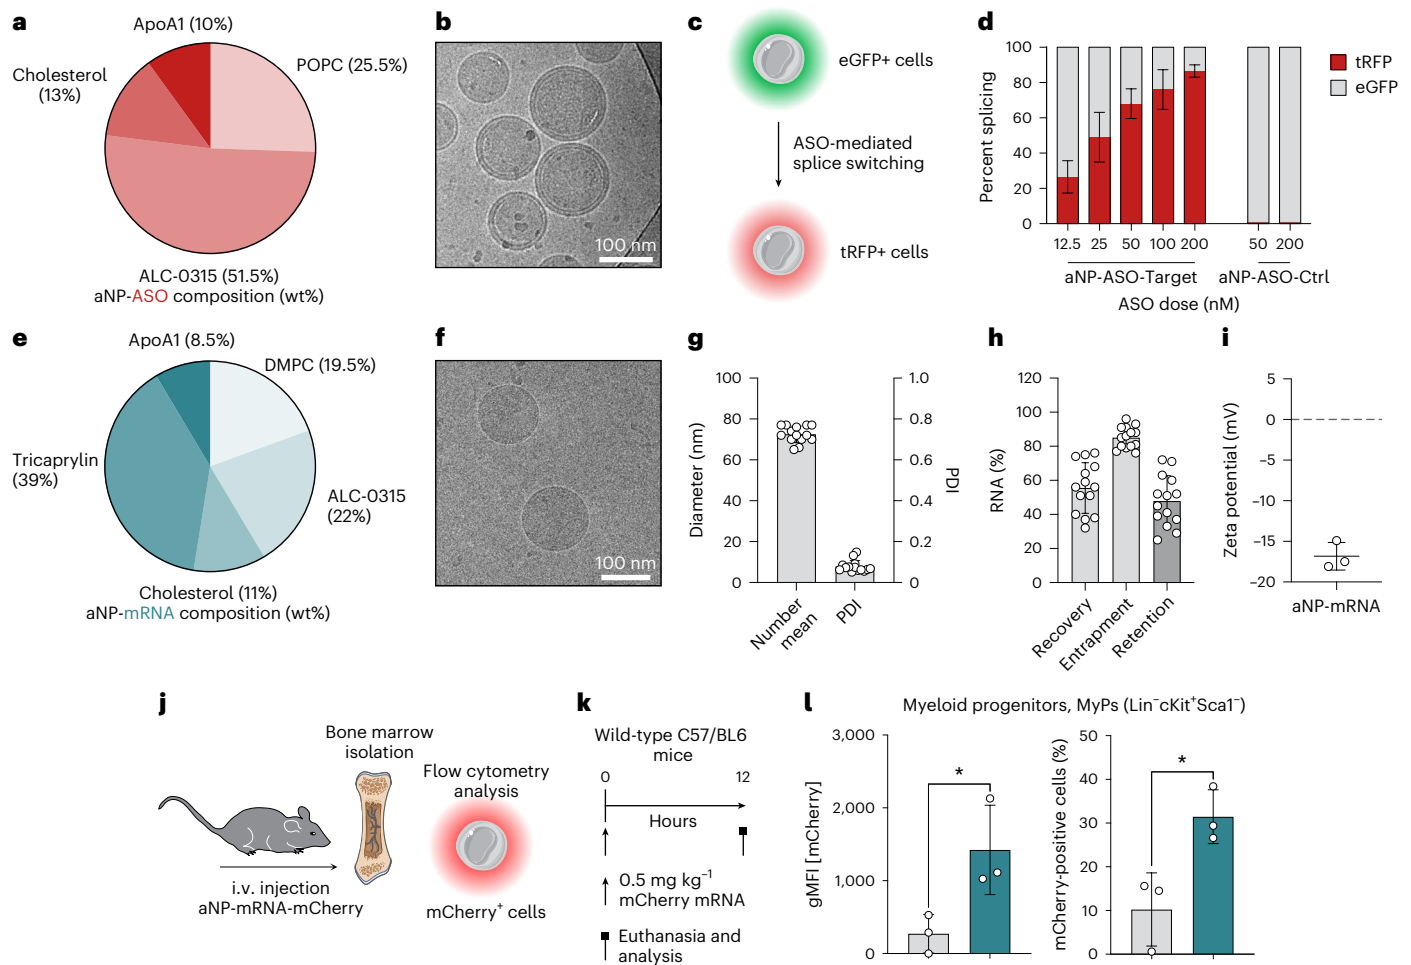 a
ApoA1 (10%)
POPC (25.5%)
Cholesterol
(13%)
ALC-0315 (51.5%)
aNP-ASO composition (wt%)
b
100 nm
c
eGFP+ cells
ASO-mediated
splice switching
tRFP+ cells
d
Percent splicing
100
80
60
40
20
0
12.5 25 50 100 200 50 200
aNP-ASO-Target aNP-ASO-Ctrl
ASO dose (nM)
tRFP
eGFP
e
ApoA1 (8.5%)
DMPC (19.5%)
Tricaprylin
(39%)
ALC-0315
(22%)
Cholesterol (11%)
aNP-mRNA composition (wt%)
f
100 nm
g
Diameter (nm)
100
80
60
40
20
0
1.0
0.8
0.6
0.4
0.2
0
PDI
Number
mean
PDI
h
RNA (%)
120
100
80
60
40
20
0
Recovery
Entrapment
Retention
i
Zeta potential (mV)
5
0
−5
−10
−15
−20
aNP-mRNA
j
Bone marrow
isolation
Flow cytometry
analysis
i.v. injection
aNP-mRNA-mCherry
mCherry⁺ cells
k
Wild-type C57/BL6
mice
0 12
Hours
0.5 mg kg⁻¹
mCherry mRNA
Euthanasia and
analysis
l
Myeloid progenitors, MyPs (Lin⁻cKit⁺Sca1⁻)
gMFI [mCherry]
3,000
2,000
1,000
0
*
mCherry-positive cells (%)
50
40
30
20
10
0
*